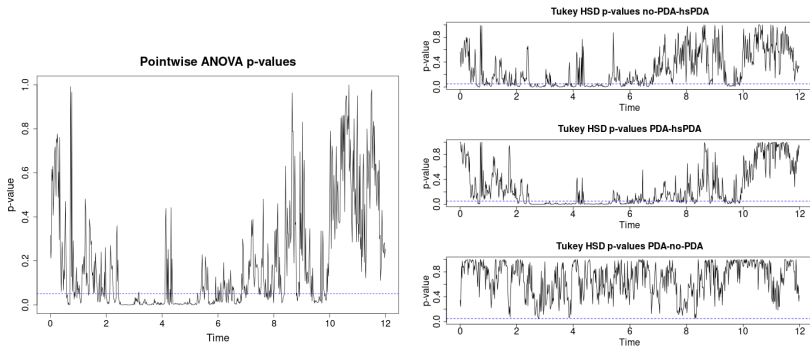 Pointwise ANOVA p-values
p-value
0.0 0.2 0.4 0.6 0.8 1.0
0 2 4 6 8 10 12
Time
Tukey HSD p-values no-PDA-hsPDA
p-value
0.0 0.4 0.8
0 2 4 6 8 10 12
Time
Tukey HSD p-values PDA-hsPDA
p-value
0.0 0.4 0.8
0 2 4 6 8 10 12
Time
Tukey HSD p-values PDA-no-PDA
p-value
0.0 0.4 0.8
0 2 4 6 8 10 12
Time